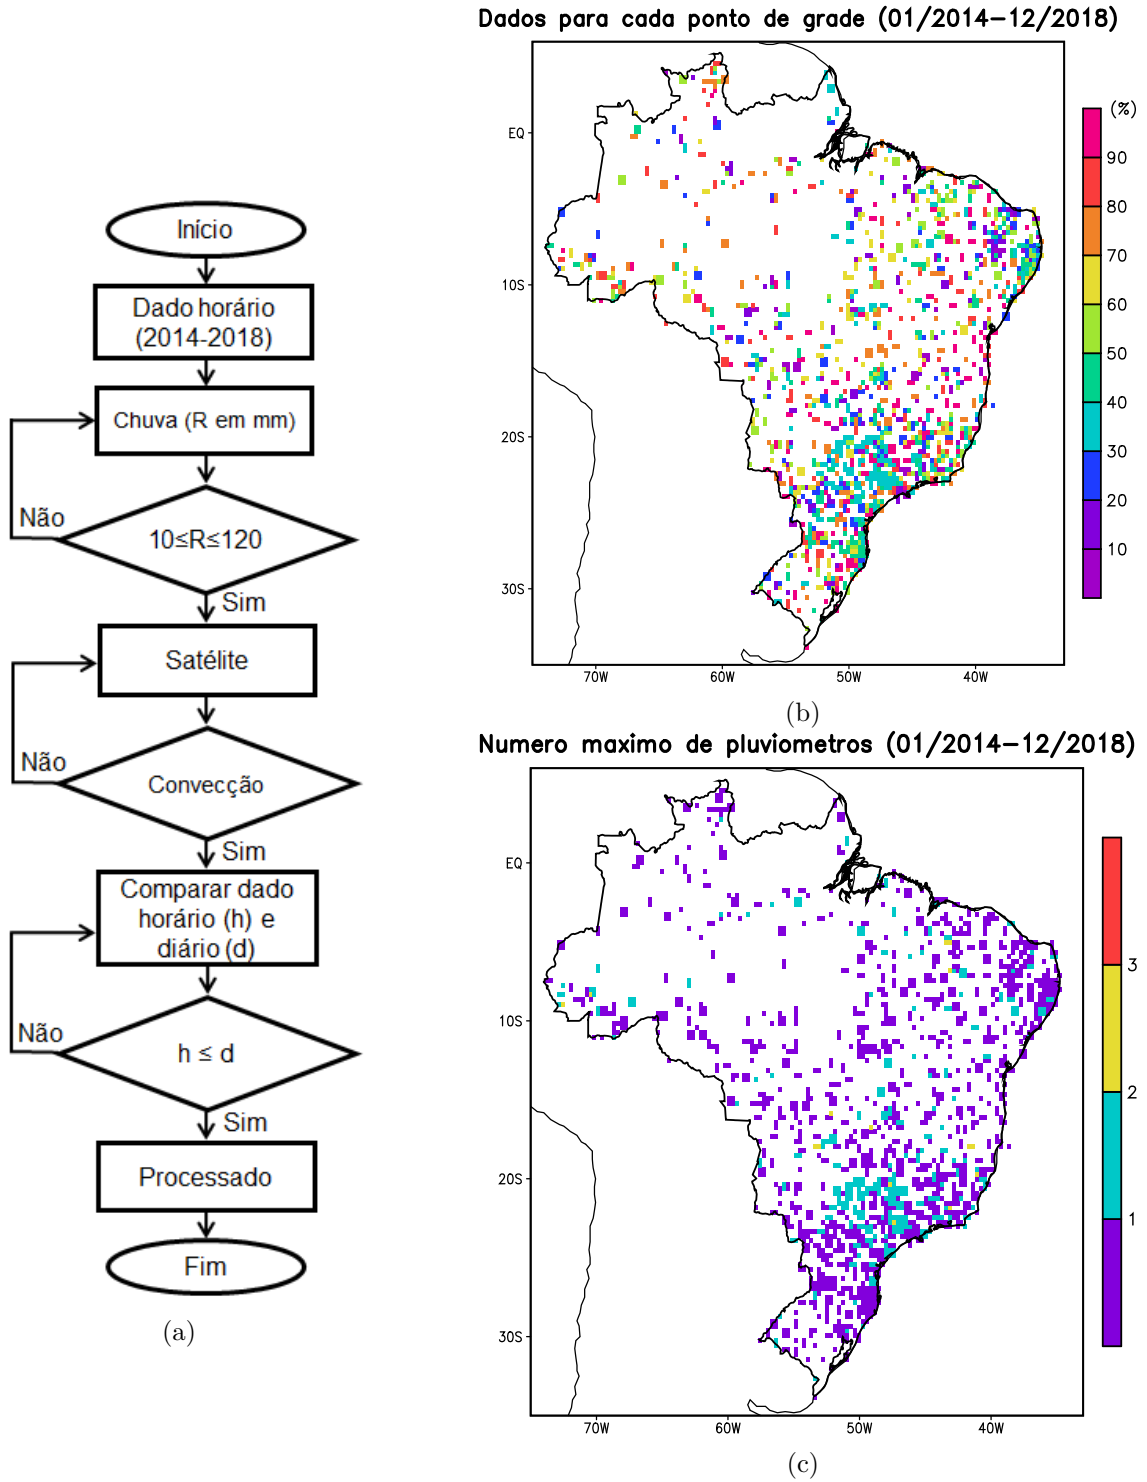 Início
Dado horário
(2014-2018)
Chuva (R em mm)
Não
10≤R≤120
Sim
Satélite
Não
Convecção
Sim
Comparar dado
horário (h) e
diário (d)
Não
h ≤ d
Sim
Processado
Fim
(a)
Dados para cada ponto de grade (01/2014–12/2018)
(%)
90
80
70
60
50
40
30
20
10
EQ
10S
20S
30S
70W 60W 50W 40W
(b)
Numero maximo de pluviometros (01/2014–12/2018)
3
2
1
EQ
10S
20S
30S
70W 60W 50W 40W
(c)